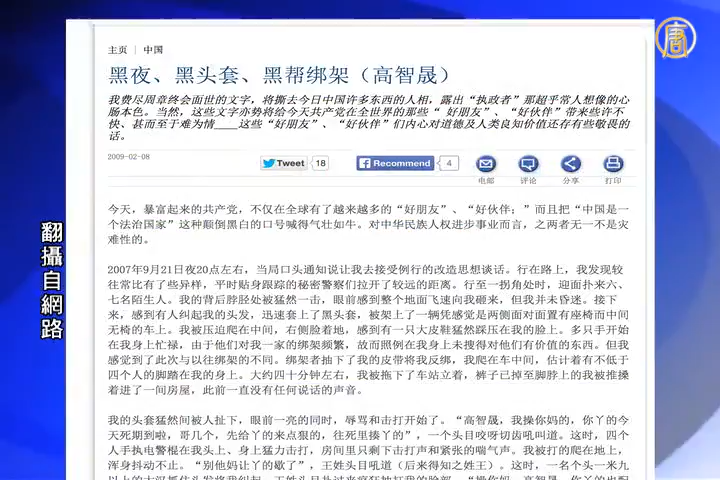 唐
主页 | 中国
黑夜、黑头套、黑帮绑架（高智晟）
我费尽周章终会面世的文字，将撕去今日中国许多东西的人相，露出“执政者”那超乎常人想像的心
肠本色。当然，这些文字亦势将给今天共产党在全世界的那些“ 好朋友”、 “好伙伴”带来些许不
快、甚而至于难为情____这些“好朋友”、 “好伙伴”们内心对道德及人类良知价值还存有些敬畏的
话。
2009-02-08
Tweet 18
Recommend 4
电邮 评论 分享 打印
今天，暴富起来的共产党，不仅在全球有了越来越多的“好朋友”、“好伙伴；”而且把“中国是一
个法治国家”这种颠倒黑白的口号喊得气壮如牛。对中华民族人权进步事业而言，之两者无一不是灾
难性的。
2007年9月21日夜20点左右，当局口头通知说让我去接受例行的改造思想谈话。行在路上，我发现较
往常比有了些异样，平时贴身跟踪的秘密警察们拉开了较远的距离。行至一拐角处时，迎面扑来六、
七名陌生人。我的背后脖胫处被猛然一击，眼前感到整个地面飞速向我砸来，但我并未昏迷。接下
来，感到有人纠起我的头发，迅速套上了黑头套，被架上了一辆凭感觉是两侧面对面置有座椅而中间
无椅的车上。我被压迫爬在中间，右侧脸着地，感到有一只大皮鞋猛然踩压在我的脸上。多只手开始
在我身上忙禄，由于他们对我一家的绑架频繁，故而照例在我身上未搜得对他们有价值的东西。但我
感觉到了此次与以往绑架的不同。绑架者抽下了我的皮带将我反绑，我爬在车中间，估计着有不低于
四个人的脚踏在我的身上。大约四十分钟左右，我被拖下了车站立着，裤子已掉至脚脖上的我被推搡
着进了一间房屋，此前一直没有任何说话的声音。
我的头套猛然间被人扯下，眼前一亮的同时，辱骂和击打开始了。“高智晟，我操你妈的，你丫的今
天死期到啦，哥几个，先给丫的来点狠的，往死里揍丫的”，一个头目咬呀切齿吼叫道。这时，四个
人手执电警棍在我头上、身上猛力击打，房间里只剩下击打声和紧张的喘气声。我被打的爬在地上，
浑身抖动不止。“别他妈让丫的歇了”，王姓头目吼道（后来得知之姓王）。这时，一名个头一米九
翻攝自網路